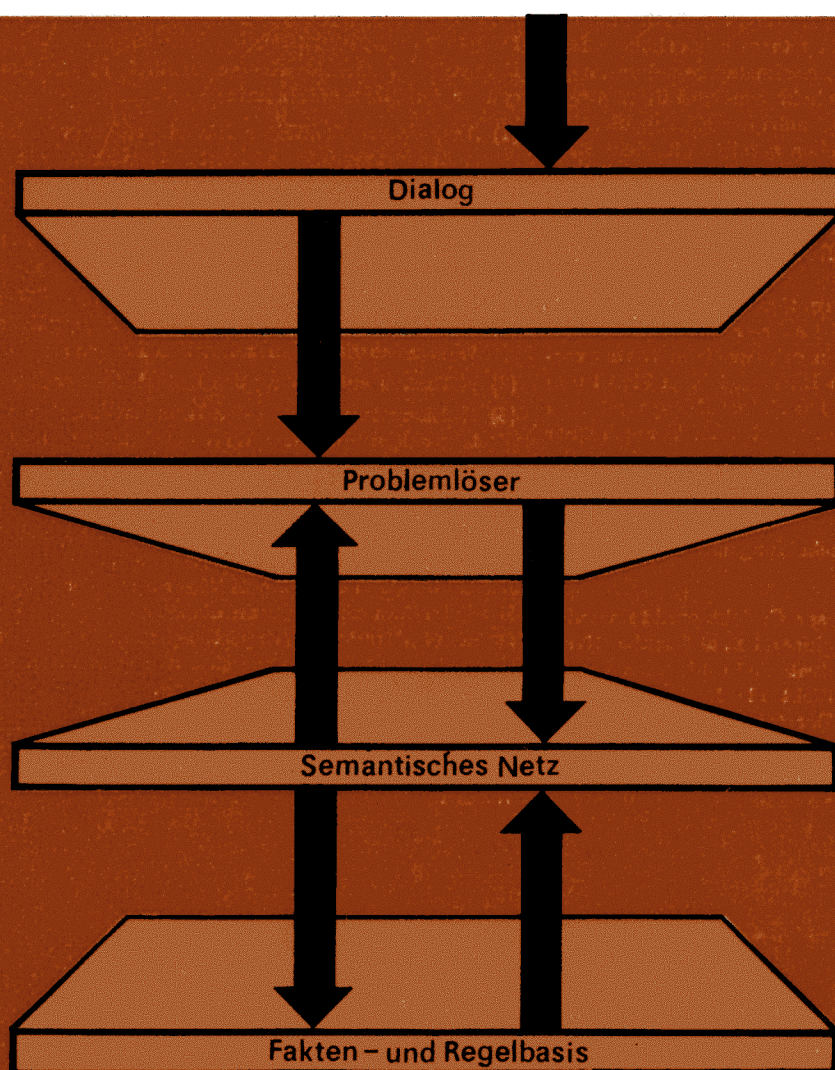 Dialog
Problemlöser
Semantisches Netz
Fakten – und Regelbasis